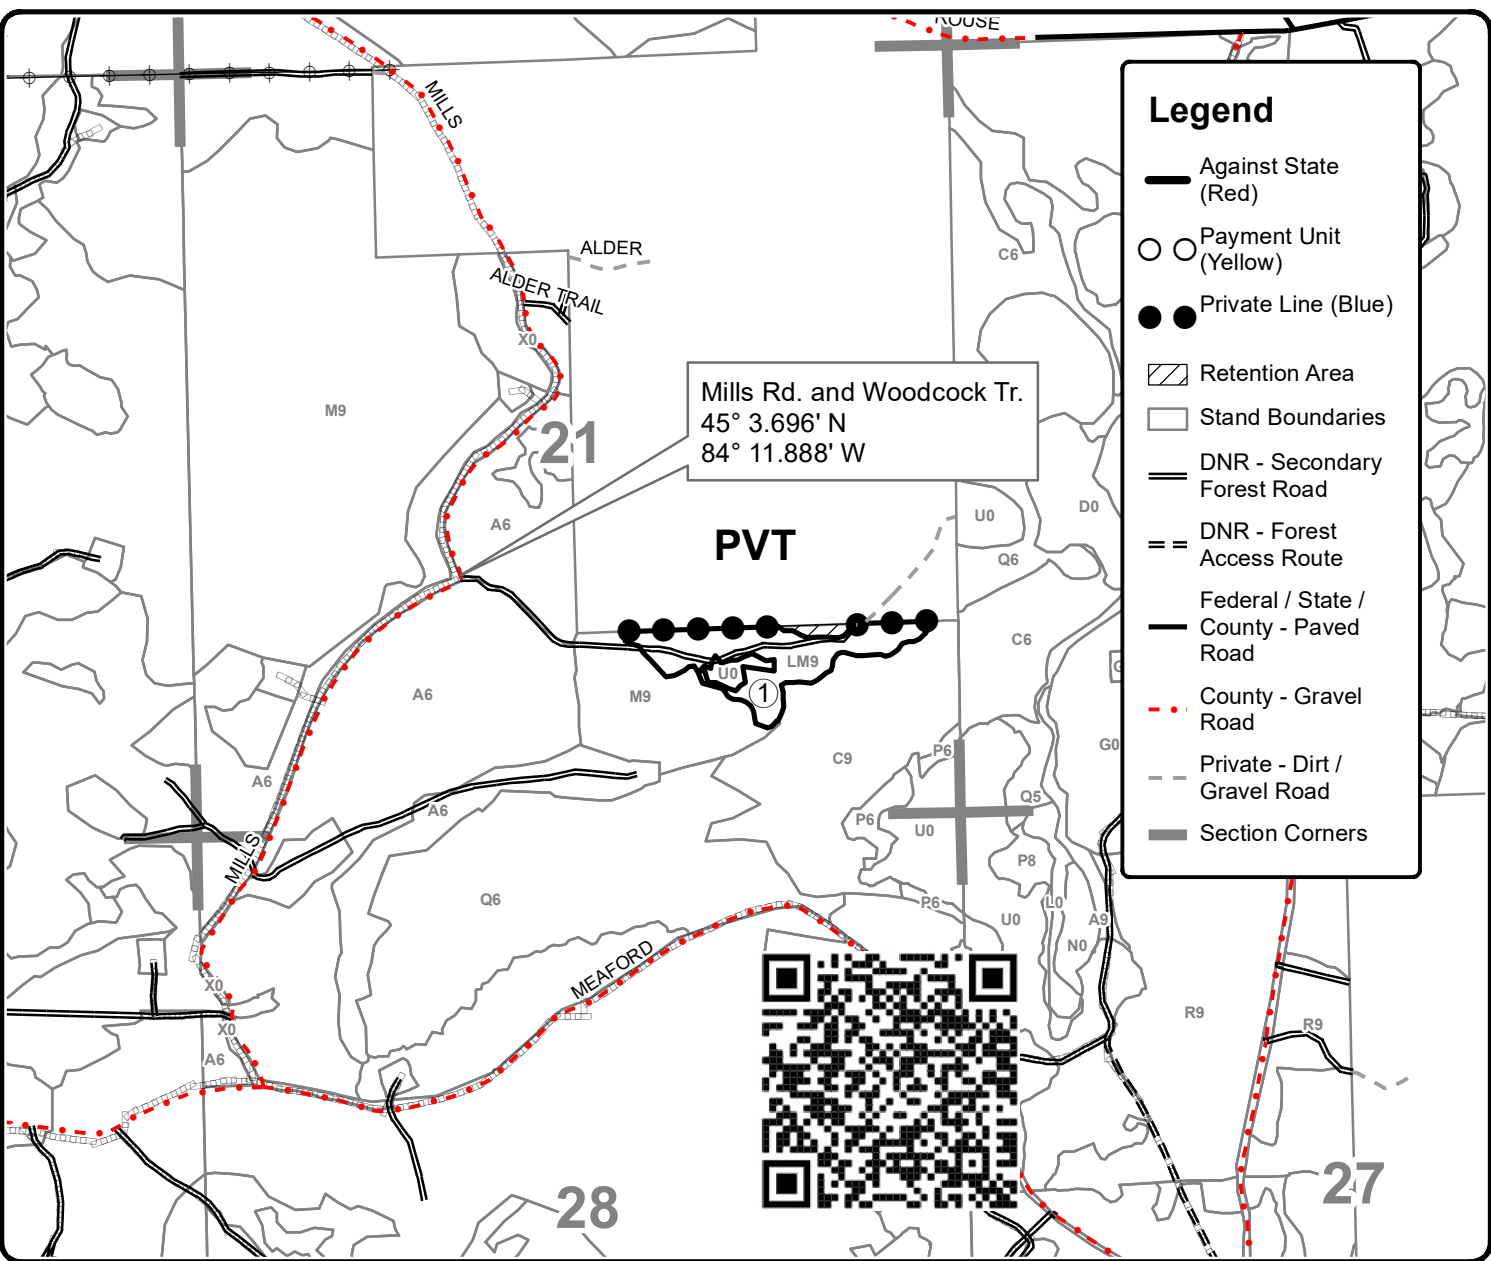 ROUSE
MILLS
ALDER
ALDER TRAIL
C6
X0
M9
21
Mills Rd. and Woodcock Tr.
45° 3.696' N
84° 11.888' W
A6
U0
D0
PVT
Q6
C6
LM9
U0
A6
M9
1
G0
P6
C9
A6
Q5
A6
P6
U0
MILLS
P8
Q6
P6
L0
U0
A9
N0
MEAFORD
X0
R9
X0
R9
A6
28
27
Legend
Against State
(Red)
Payment Unit
(Yellow)
Private Line (Blue)
Retention Area
Stand Boundaries
DNR - Secondary
Forest Road
DNR - Forest
Access Route
Federal / State /
County - Paved
Road
County - Gravel
Road
Private - Dirt /
Gravel Road
Section Corners